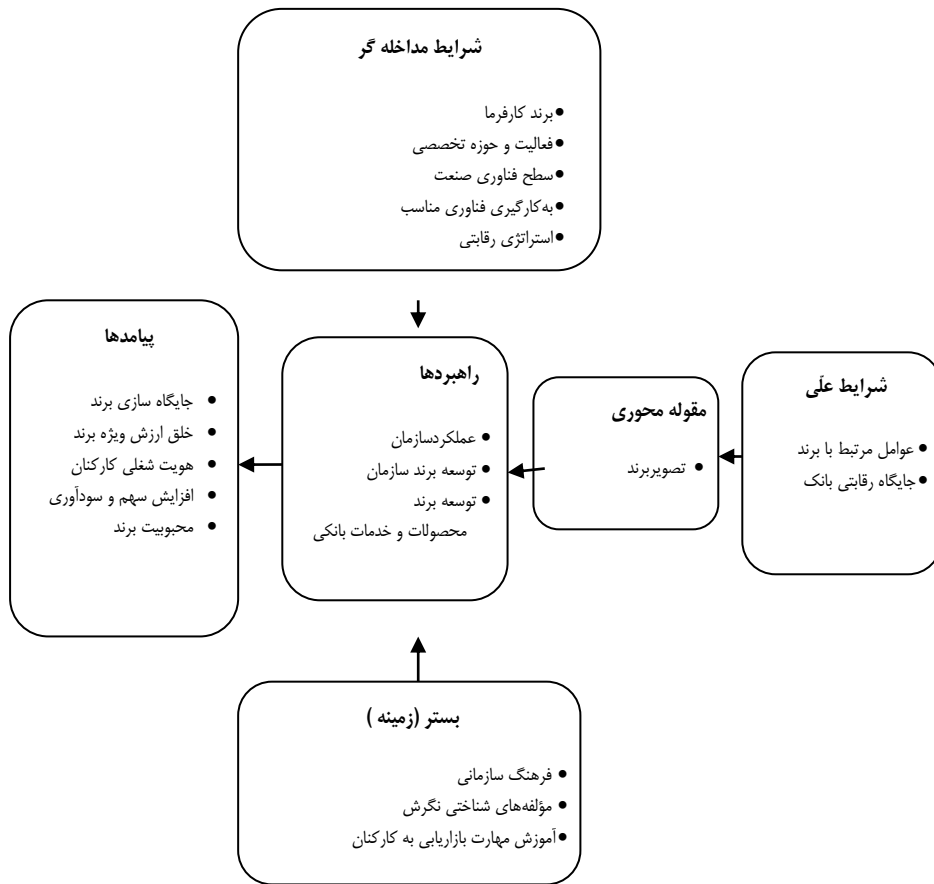 شرایط مداخله گر
• برند کارفرما
• فعالیت و حوزه تخصصی
• سطح فناوری صنعت
• به‌کارگیری فناوری مناسب
• استراتژی رقابتی
شرایط علّی
• عوامل مرتبط با برند
• جایگاه رقابتی بانک
مقوله محوری
• تصویربرند
راهبردها
• عملکردسازمان
• توسعه برند سازمان
• توسعه برند
محصولات و خدمات بانکی
پیامدها
• جایگاه سازی برند
• خلق ارزش ویژه برند
• هویت شغلی کارکنان
• افزایش سهم و سودآوری
• محبوبیت برند
بستر (زمینه )
• فرهنگ سازمانی
• مؤلفه‌های شناختی نگرش
• آموزش مهارت بازاریابی به کارکنان